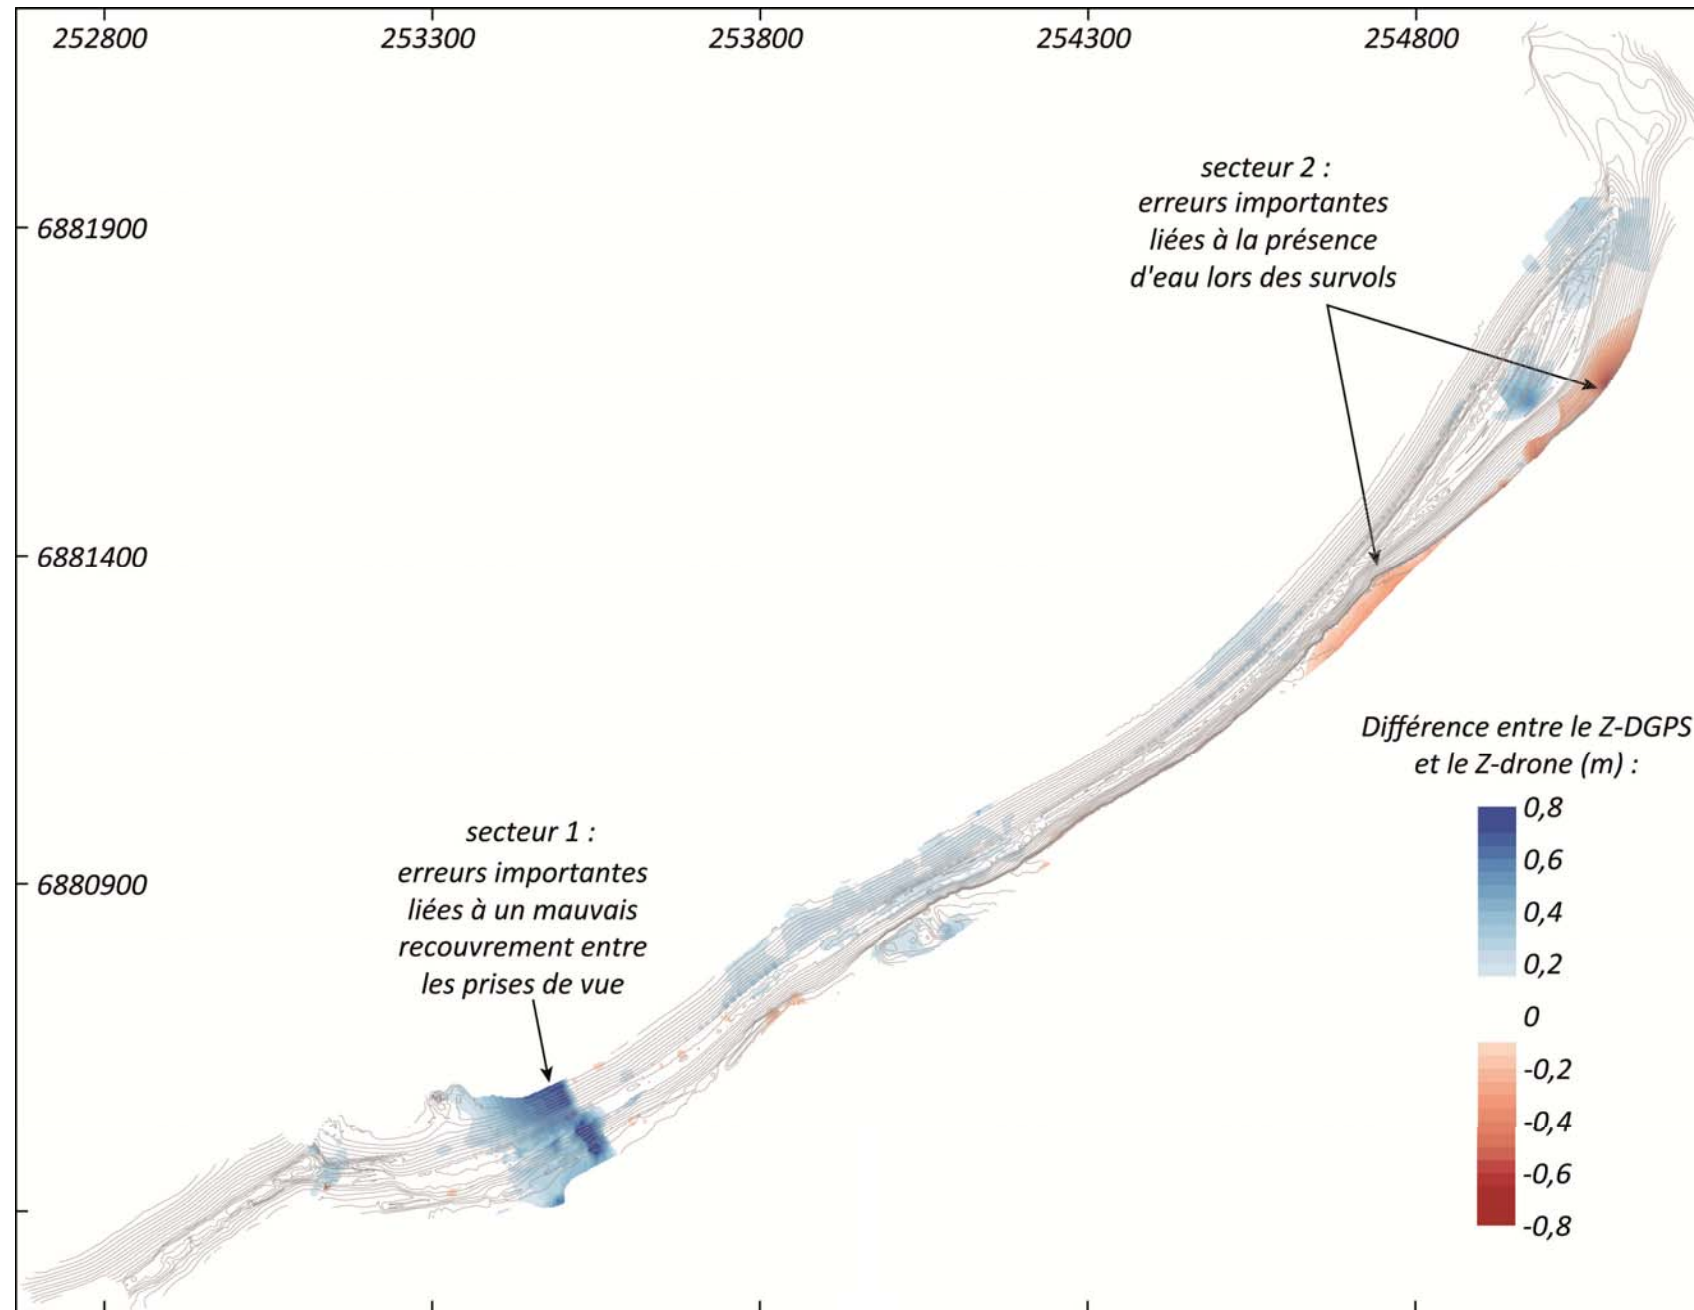 252800
253300
253800
254300
254800
secteur 2 :
erreurs importantes
liées à la présence
d'eau lors des survols
6881900
6881400
6880900
secteur 1 :
erreurs importantes
liées à un mauvais
recouvrement entre
les prises de vue
Différence entre le Z-DGPS
et le Z-drone (m) :
0,8
0,6
0,4
0,2
0
-0,2
-0,4
-0,6
-0,8